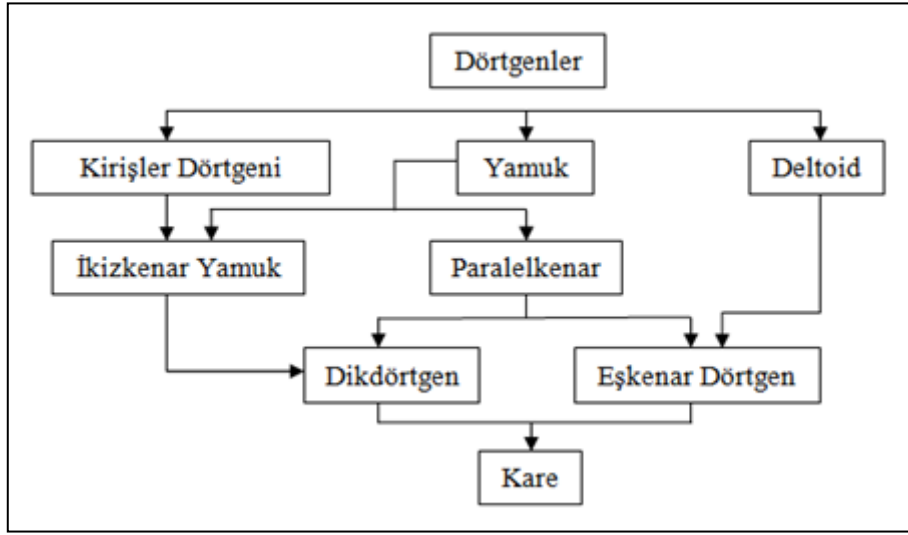 Dörtgenler
Kirişler Dörtgeni
Yamuk
Deltoid
İkizkenar Yamuk
Paralelkenar
Dikdörtgen
Eşkenar Dörtgen
Kare